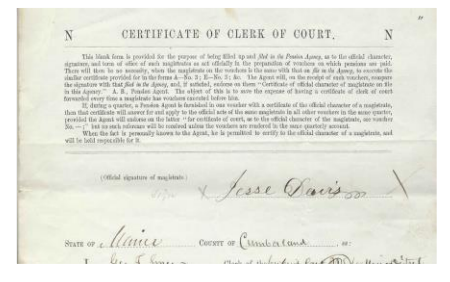 N CERTIFICATE OF CLERK OF COURT. N
This blank form is provided for the purpose of being filled up and filed in the Pension Agency, as to the official character,
signature, and term of office of such magistrates as act officially in the preparation of vouchers on which pensions are paid.
There will then be no necessity, when the magistrate on the voucher is the same with that on file in the Agency, to execute the
similar certificate provided for in the forms A—No. 3; E—No. 3; &c. The Agent will, on the receipt of such vouchers, compare
the signature with that filed in the Agency, and, if satisfied, endorse on them "Certificate of official character of magistrate on file
in this Agency." A. B., Pension Agent. The object of this is to save the expense of having a certificate of clerk of court
forwarded every time a magistrate has vouchers executed before him.
If, during a quarter, a Pension Agent is furnished in one voucher with a certificate of the official character of a magistrate,
then that certificate will answer for and apply to the official acts of the same magistrate in all other vouchers in the same quarter,
provided the Agent will endorse on the latter "for certificate of court, as to the official character of the magistrate, see voucher
No. — ;" but no such reference will be received unless the vouchers are rendered in the same quarterly account.
When the fact is personally known to the Agent, he is permitted to certify to the official character of a magistrate, and
will be held responsible for it.
(Official signature of magistrate)
Jesse Davis
STATE OF Maine COUNTY OF Cumberland, ss:
I,